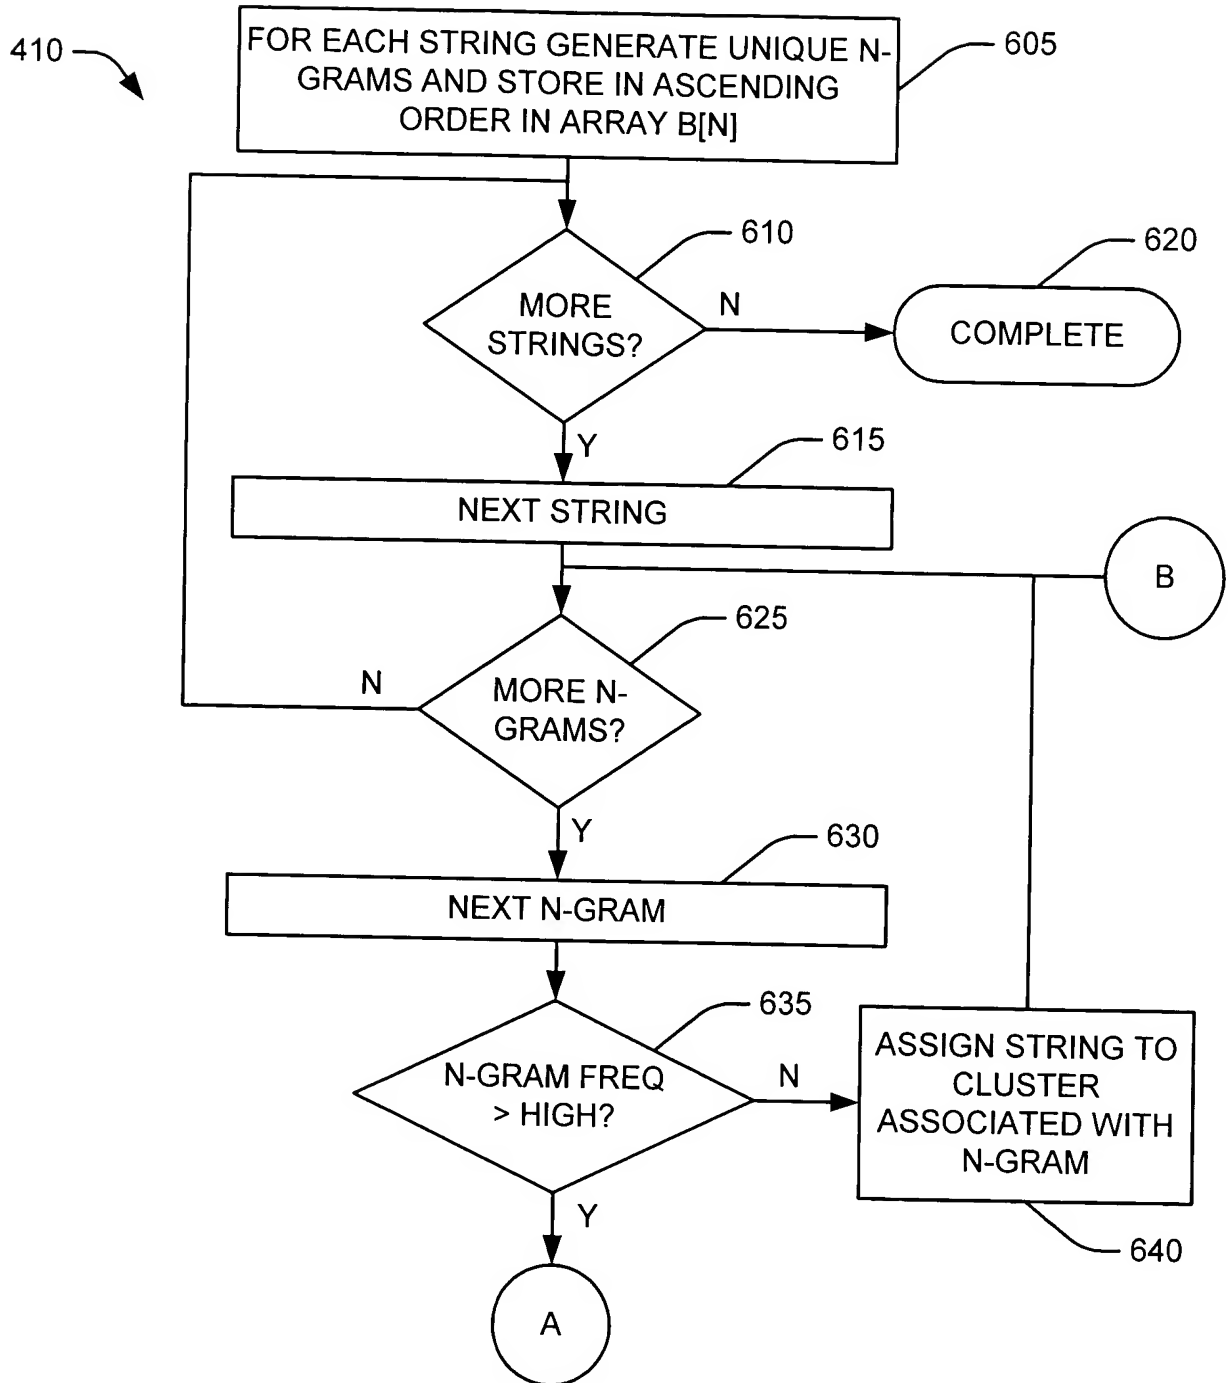 410
FOR EACH STRING GENERATE UNIQUE N-
GRAMS AND STORE IN ASCENDING
ORDER IN ARRAY B[N]
605
610
MORE
STRINGS?
N
620
COMPLETE
Y
615
NEXT STRING
B
625
MORE N-
GRAMS?
N
Y
630
NEXT N-GRAM
635
N-GRAM FREQ
> HIGH?
N
ASSIGN STRING TO
CLUSTER
ASSOCIATED WITH
N-GRAM
640
Y
A